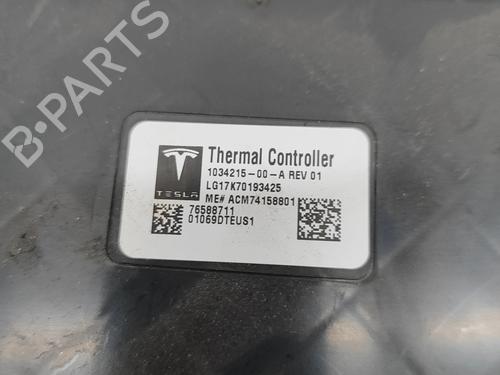 B-PARTS
TESLA
Thermal Controller
1034215-00-A REV 01
LG17K70193425
ME# ACM74158801
76588711
01069DTEUS1